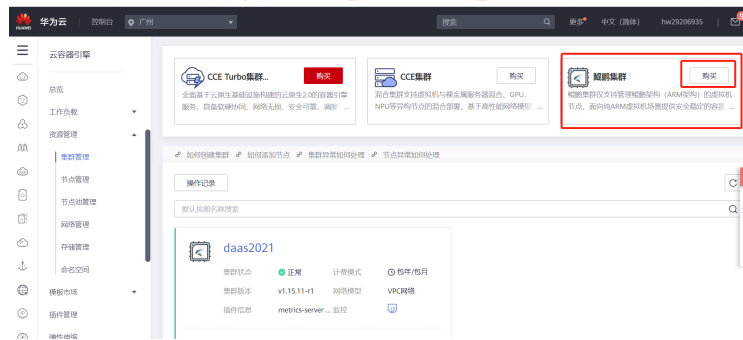 HUAWEI
华为云 控制台 广州 搜索 更多 中文 (简体) hw29206935
云容器引擎
总览
工作负载
资源管理
集群管理
节点管理
节点池管理
网络管理
存储管理
命名空间
模板市场
插件管理
弹性伸缩
CCE Turbo集群... 购买
全面基于云原生基础设施构建的云原生2.0的容器引擎
服务，具备软硬协同、网络无损、安全可靠、调度...
CCE集群 购买
混合集群支持虚拟机与裸金属服务器混合、GPU、
NPU等异构节点的混合部署，基于高性能网络模型 ...
鲲鹏集群 购买
鲲鹏集群仅支持管理鲲鹏架构（ARM架构）的虚拟机
节点，面向纯ARM虚拟机场景提供安全稳定的容器 ...
如何创建集群 如何添加节点 集群异常如何处理 节点异常如何处理
操作记录
默认按照名称搜索
daas2021
集群状态 正常 计费模式 包年/包月
集群版本 v1.15.11-r1 网络模型 VPC网络
插件信息 metrics-server ... 监控